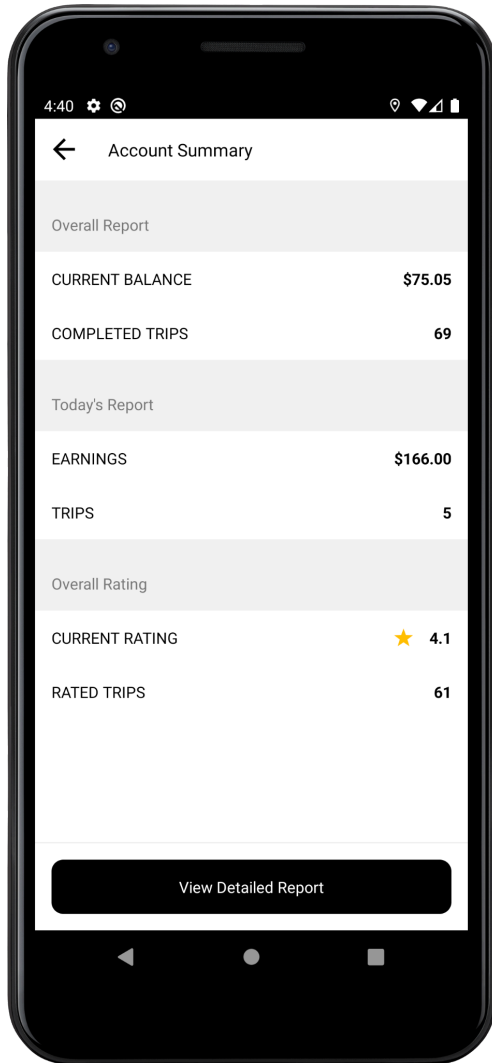 4:40
Account Summary
Overall Report
CURRENT BALANCE $75.05
COMPLETED TRIPS 69
Today's Report
EARNINGS $166.00
TRIPS 5
Overall Rating
CURRENT RATING 4.1
RATED TRIPS 61
View Detailed Report